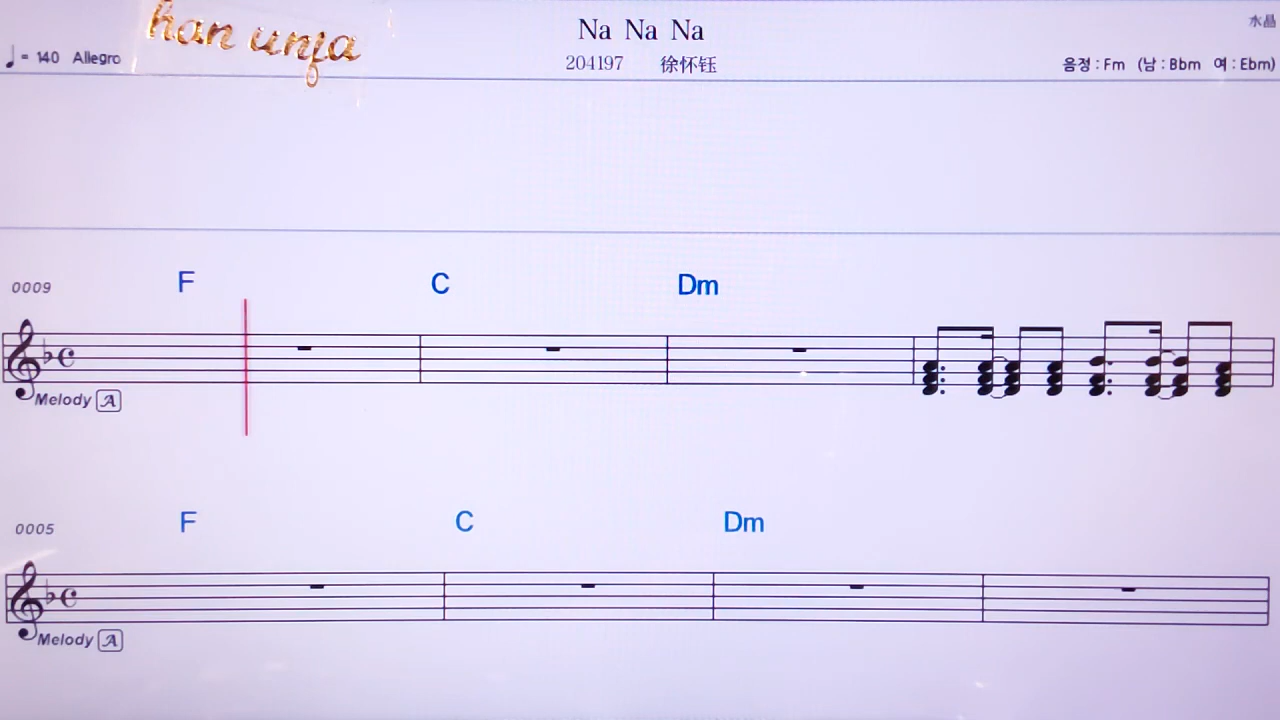 han unja
Na Na Na
水晶
♩= 140 Allegro
204197 徐怀钰
음정 : Fm (남 : Bbm 여 : Ebm)
F C Dm
0009
Melody A
F C Dm
0005
Melody A